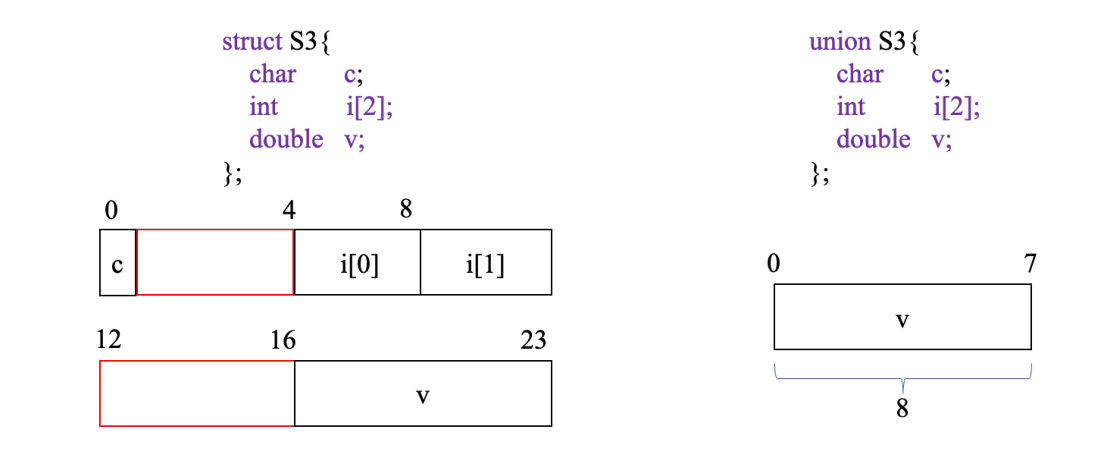 struct S3{
char c;
int i[2];
double v;
};
0 4 8
c i[0] i[1]
12 16 23
v
union S3{
char c;
int i[2];
double v;
};
0 7
v
8